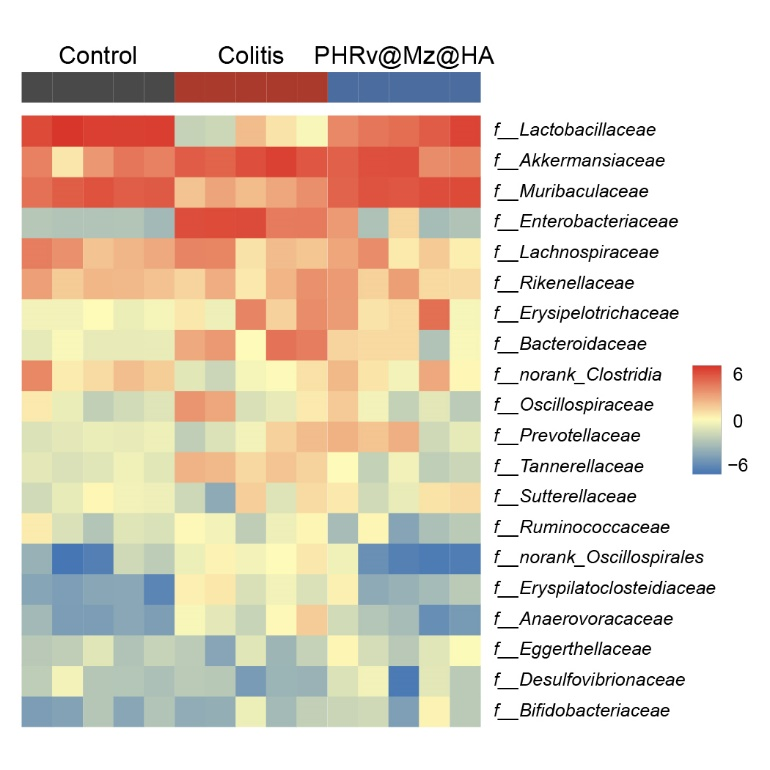 Control Colitis PHRv@Mz@HA
f__Lactobacillaceae
f__Akkermansiaceae
f__Muribaculaceae
f__Enterobacteriaceae
f__Lachnospiraceae
f__Rikenellaceae
f__Erysipelotrichaceae
f__Bacteroidaceae
f__norank_Clostridia
f__Oscillospiraceae
f__Prevotellaceae
f__Tannerellaceae
f__Sutterellaceae
f__Ruminococcaceae
f__norank_Oscillospirales
f__Eryspilatoclosteidiaceae
f__Anaerovoracaceae
f__Eggerthellaceae
f__Desulfovibrionaceae
f__Bifidobacteriaceae
6
0
−6